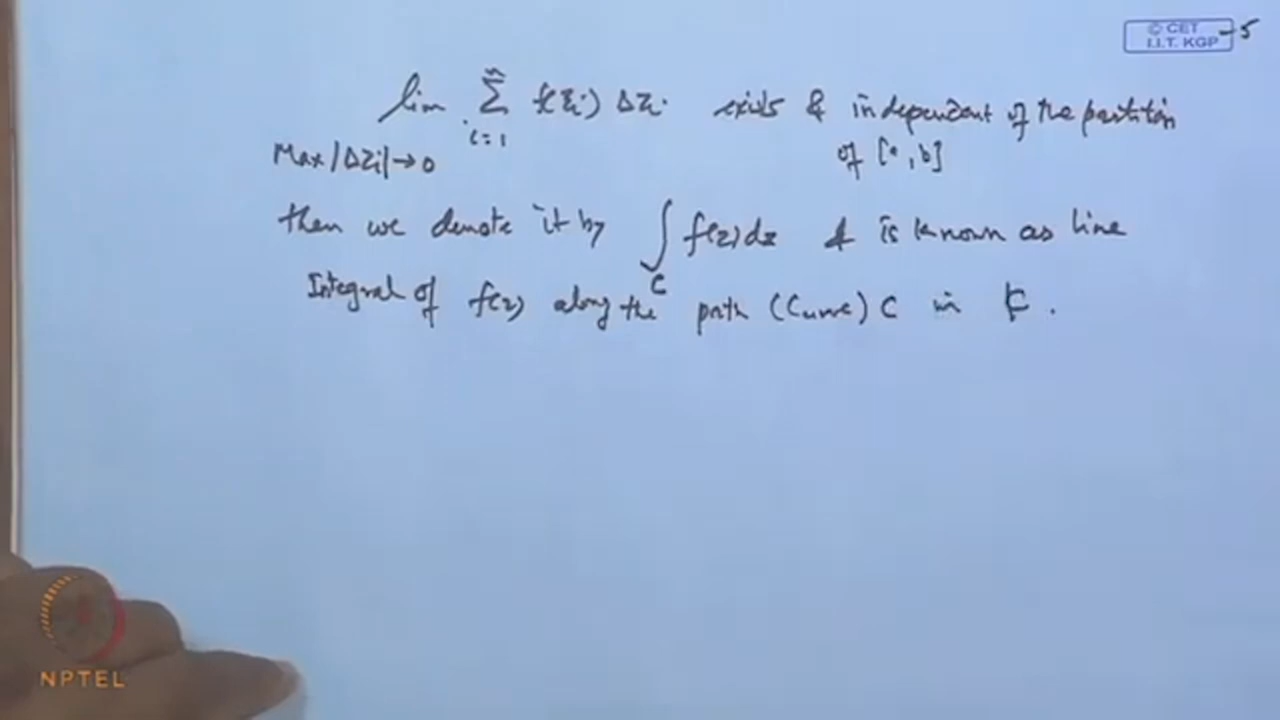 © CET
I.I.T. KGP -5
lim Σ f(ξi) ΔZi exists & independent of the partition
n
i=1
Max|ΔZi|→0 of [a,b]
then we denote it by ∫ f(z)dz & is known as line
C
Integral of f(z) along the path (Curve) C in ₵.
NPTEL